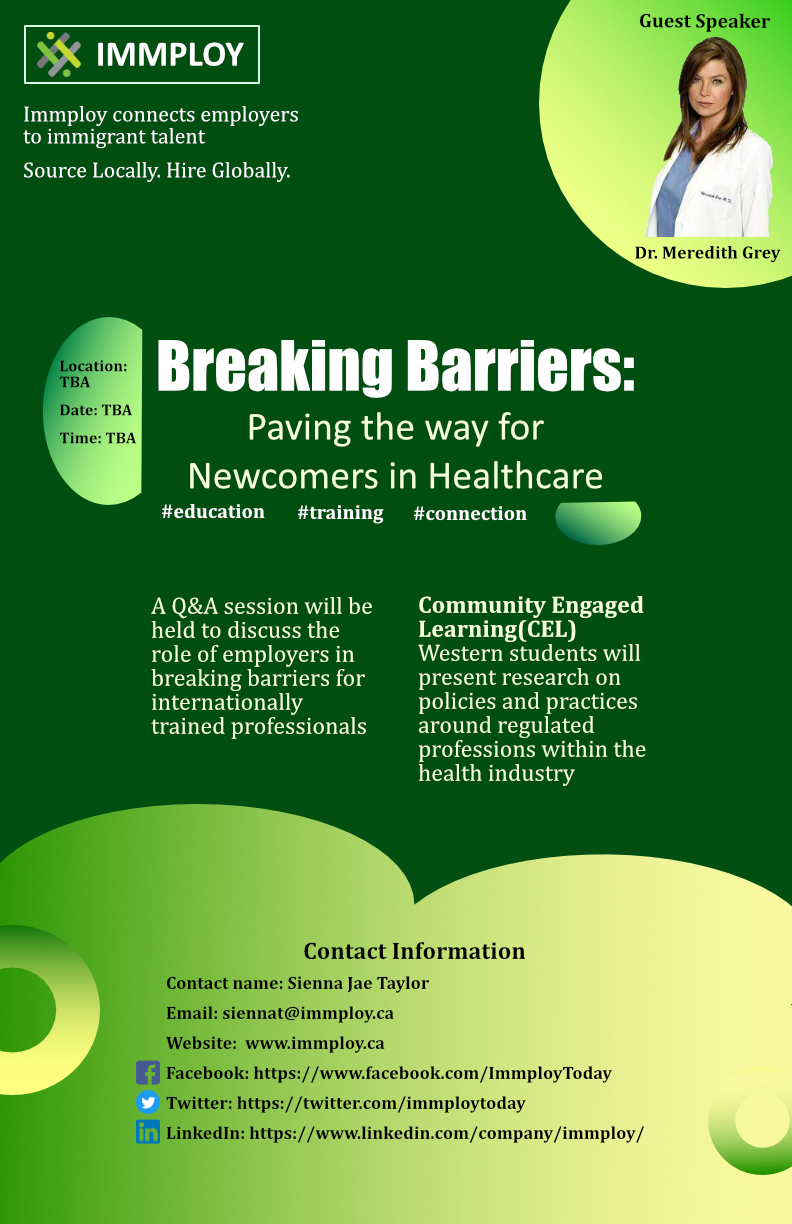 IMMPLOY
Immploy connects employers
to immigrant talent
Source Locally. Hire Globally.
Guest Speaker
Dr. Meredith Grey
Location:
TBA
Date: TBA
Time: TBA
Breaking Barriers:
Paving the way for
Newcomers in Healthcare
#education #training #connection
A Q&A session will be
held to discuss the
role of employers in
breaking barriers for
internationally
trained professionals
Community Engaged
Learning(CEL)
Western students will
present research on
policies and practices
around regulated
professions within the
health industry
Contact Information
Contact name: Sienna Jae Taylor
Email: siennat@immploy.ca
Website: www.immploy.ca
Facebook: https://www.facebook.com/ImmployToday
Twitter: https://twitter.com/immploytoday
LinkedIn: https://www.linkedin.com/company/immploy/